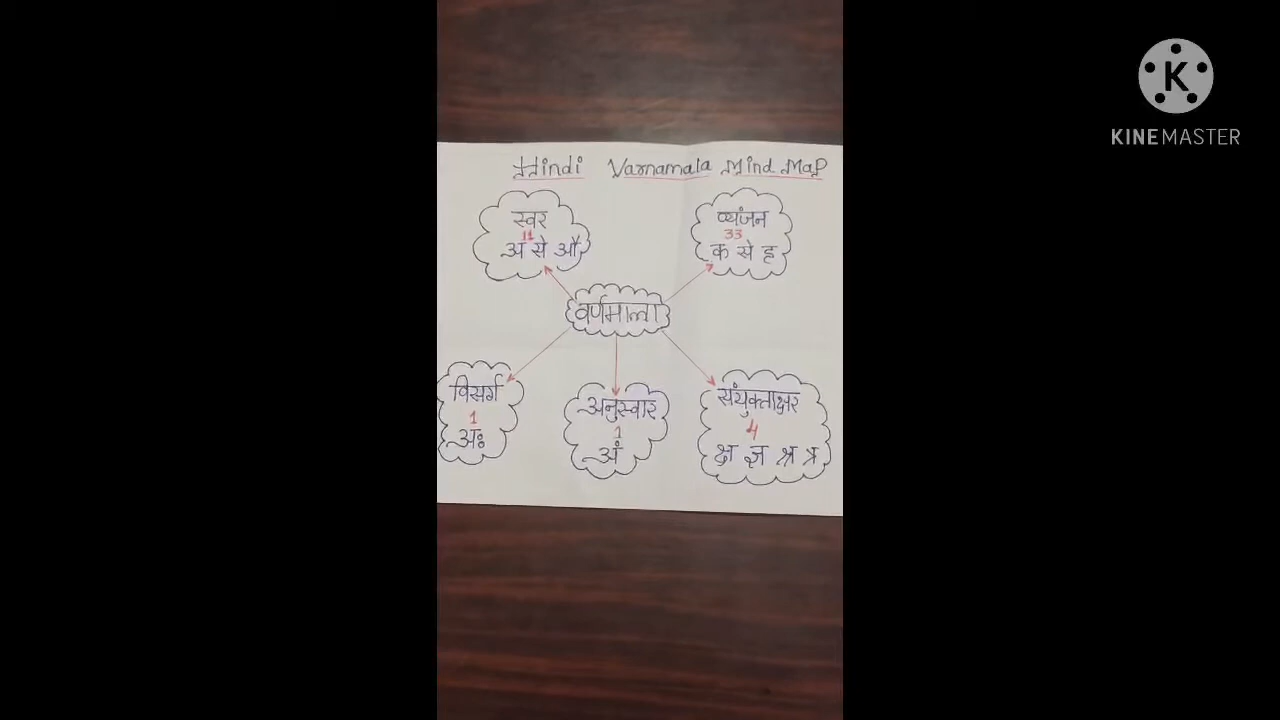 K
KINEMASTER
Hindi Varnamala Mind Map
स्वर
11
अ से औ
व्यंजन
33
क से ह
वर्णमाला
विसर्ग
1
अः
अनुस्वार
1
अं
संयुक्ताक्षर
4
क्ष ज्ञ श्र त्र